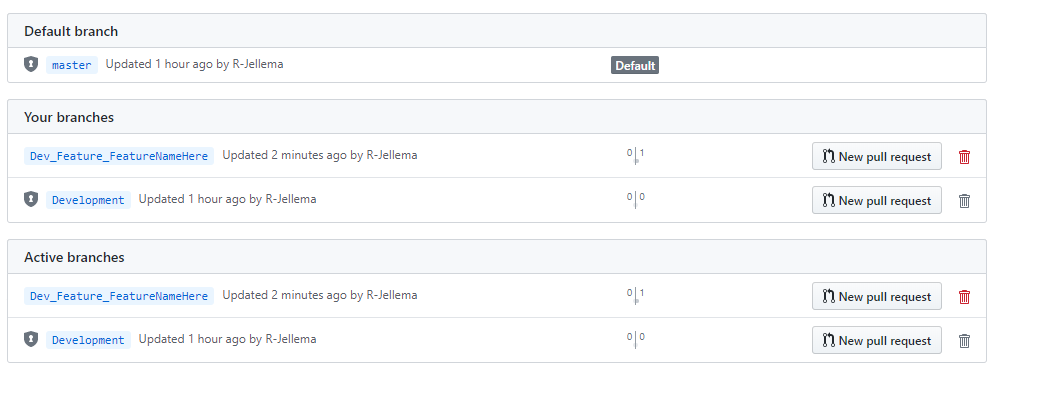 Default branch
master Updated 1 hour ago by R-Jellema Default
Your branches
Dev_Feature_FeatureNameHere Updated 2 minutes ago by R-Jellema 0 1 New pull request
Development Updated 1 hour ago by R-Jellema 0 0 New pull request
Active branches
Dev_Feature_FeatureNameHere Updated 2 minutes ago by R-Jellema 0 1 New pull request
Development Updated 1 hour ago by R-Jellema 0 0 New pull request